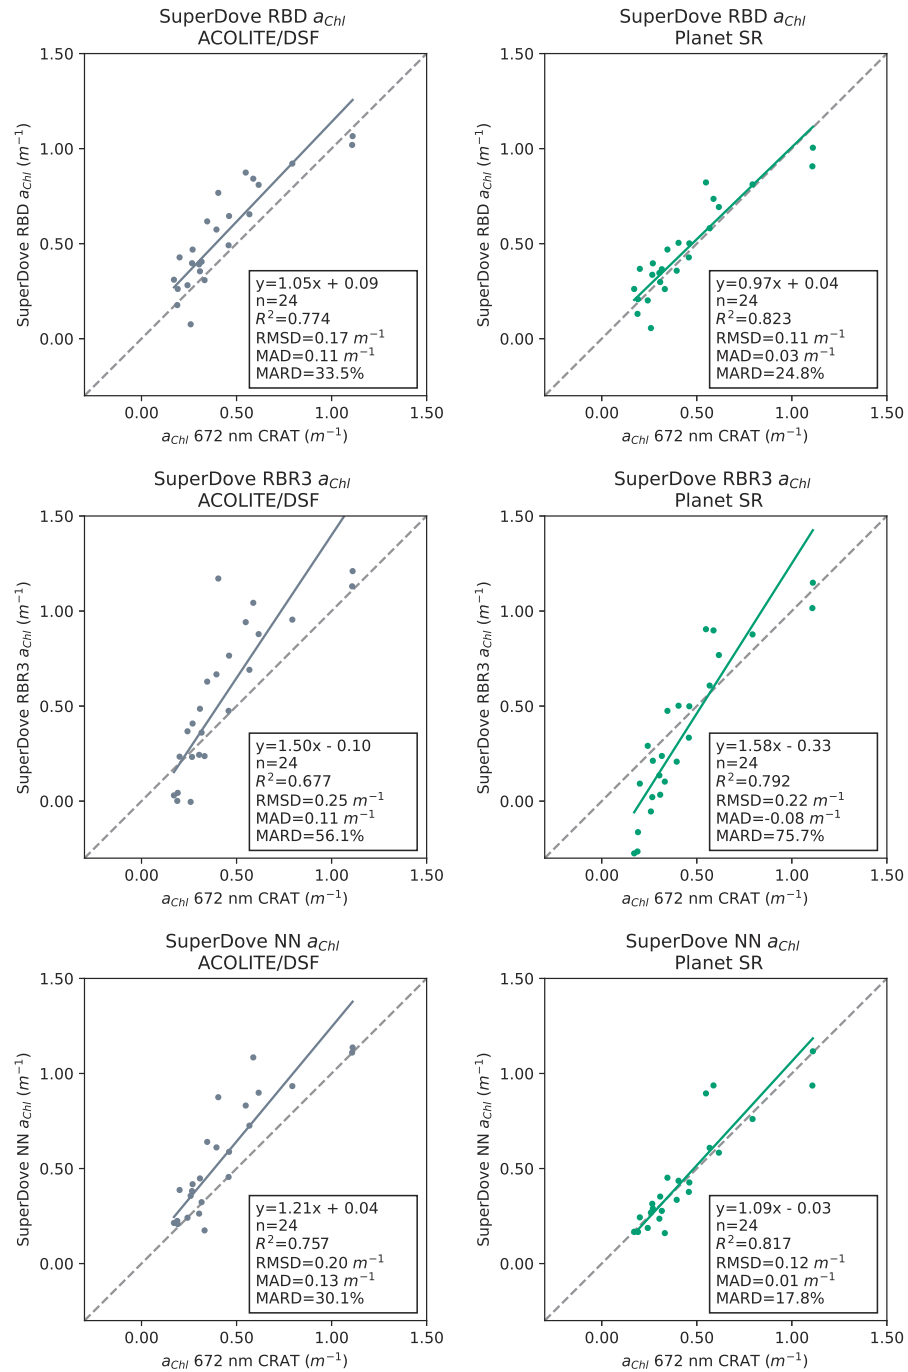 SuperDove RBD a_Chl
ACOLITE/DSF
1.50
1.00
0.50
0.00
SuperDove RBD a_Chl (m⁻¹)
y=1.05x + 0.09
n=24
R²=0.774
RMSD=0.17 m⁻¹
MAD=0.11 m⁻¹
MARD=33.5%
0.00 0.50 1.00 1.50
a_Chl 672 nm CRAT (m⁻¹)
SuperDove RBD a_Chl
Planet SR
1.50
1.00
0.50
0.00
SuperDove RBD a_Chl (m⁻¹)
y=0.97x + 0.04
n=24
R²=0.823
RMSD=0.11 m⁻¹
MAD=0.03 m⁻¹
MARD=24.8%
0.00 0.50 1.00 1.50
a_Chl 672 nm CRAT (m⁻¹)
SuperDove RBR3 a_Chl
ACOLITE/DSF
1.50
1.00
0.50
0.00
SuperDove RBR3 a_Chl (m⁻¹)
y=1.50x - 0.10
n=24
R²=0.677
RMSD=0.25 m⁻¹
MAD=0.11 m⁻¹
MARD=56.1%
0.00 0.50 1.00 1.50
a_Chl 672 nm CRAT (m⁻¹)
SuperDove RBR3 a_Chl
Planet SR
1.50
1.00
0.50
0.00
SuperDove RBR3 a_Chl (m⁻¹)
y=1.58x - 0.33
n=24
R²=0.792
RMSD=0.22 m⁻¹
MAD=-0.08 m⁻¹
MARD=75.7%
0.00 0.50 1.00 1.50
a_Chl 672 nm CRAT (m⁻¹)
SuperDove NN a_Chl
ACOLITE/DSF
1.50
1.00
0.50
0.00
SuperDove NN a_Chl (m⁻¹)
y=1.21x + 0.04
n=24
R²=0.757
RMSD=0.20 m⁻¹
MAD=0.13 m⁻¹
MARD=30.1%
0.00 0.50 1.00 1.50
a_Chl 672 nm CRAT (m⁻¹)
SuperDove NN a_Chl
Planet SR
1.50
1.00
0.50
0.00
SuperDove NN a_Chl (m⁻¹)
y=1.09x - 0.03
n=24
R²=0.817
RMSD=0.12 m⁻¹
MAD=0.01 m⁻¹
MARD=17.8%
0.00 0.50 1.00 1.50
a_Chl 672 nm CRAT (m⁻¹)